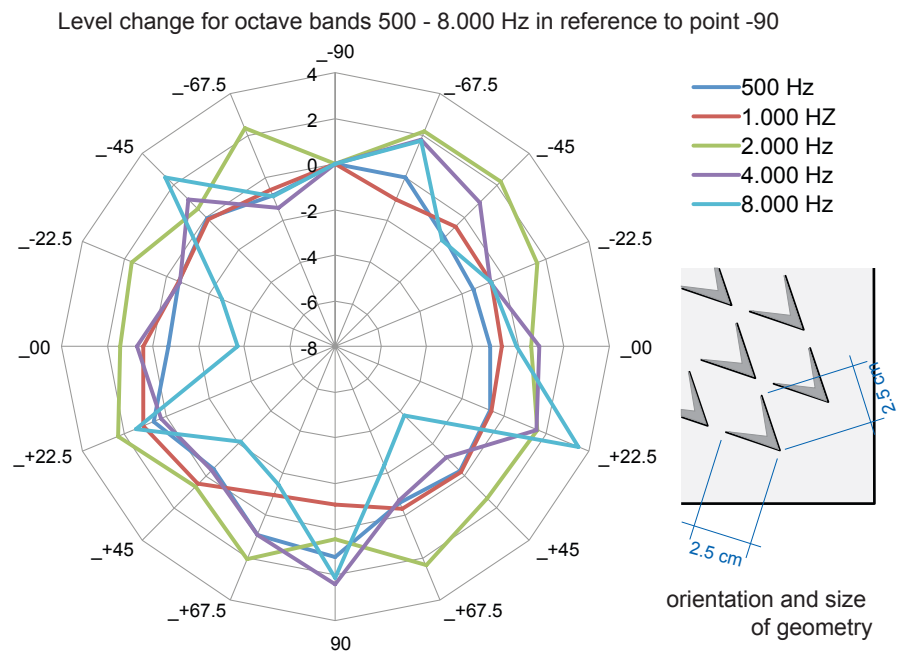 Level change for octave bands 500 - 8.000 Hz in reference to point -90
_-90
_-67.5
_-67.5
_-45
_-45
_-22.5
_-22.5
_00
_00
_+22.5
_+22.5
_+45
_+45
_+67.5
_+67.5
90
4
2
0
-2
-4
-6
-8
500 Hz
1.000 HZ
2.000 Hz
4.000 Hz
8.000 Hz
2.5 cm
2.5 cm
orientation and size
of geometry